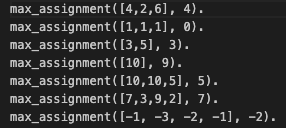 max_assignment([4,2,6], 4).
max_assignment([1,1,1], 0).
max_assignment([3,5], 3).
max_assignment([10], 9).
max_assignment([10,10,5], 5).
max_assignment([7,3,9,2], 7).
max_assignment([-1, -3, -2, -1], -2).